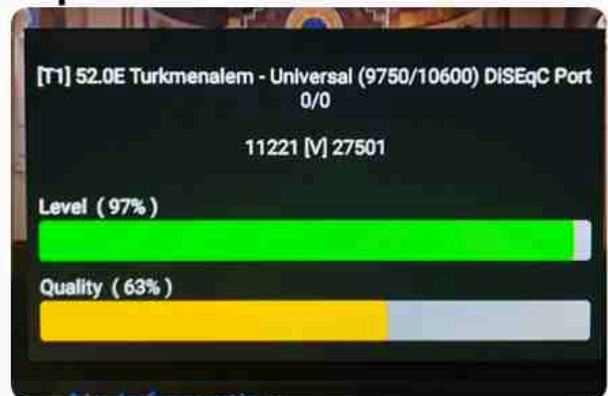 [T1] 52.0E Turkmenalem - Universal (9750/10600) DiSEqC Port
0/0
11221 [V] 27501
Level ( 97% )
Quality ( 63% )